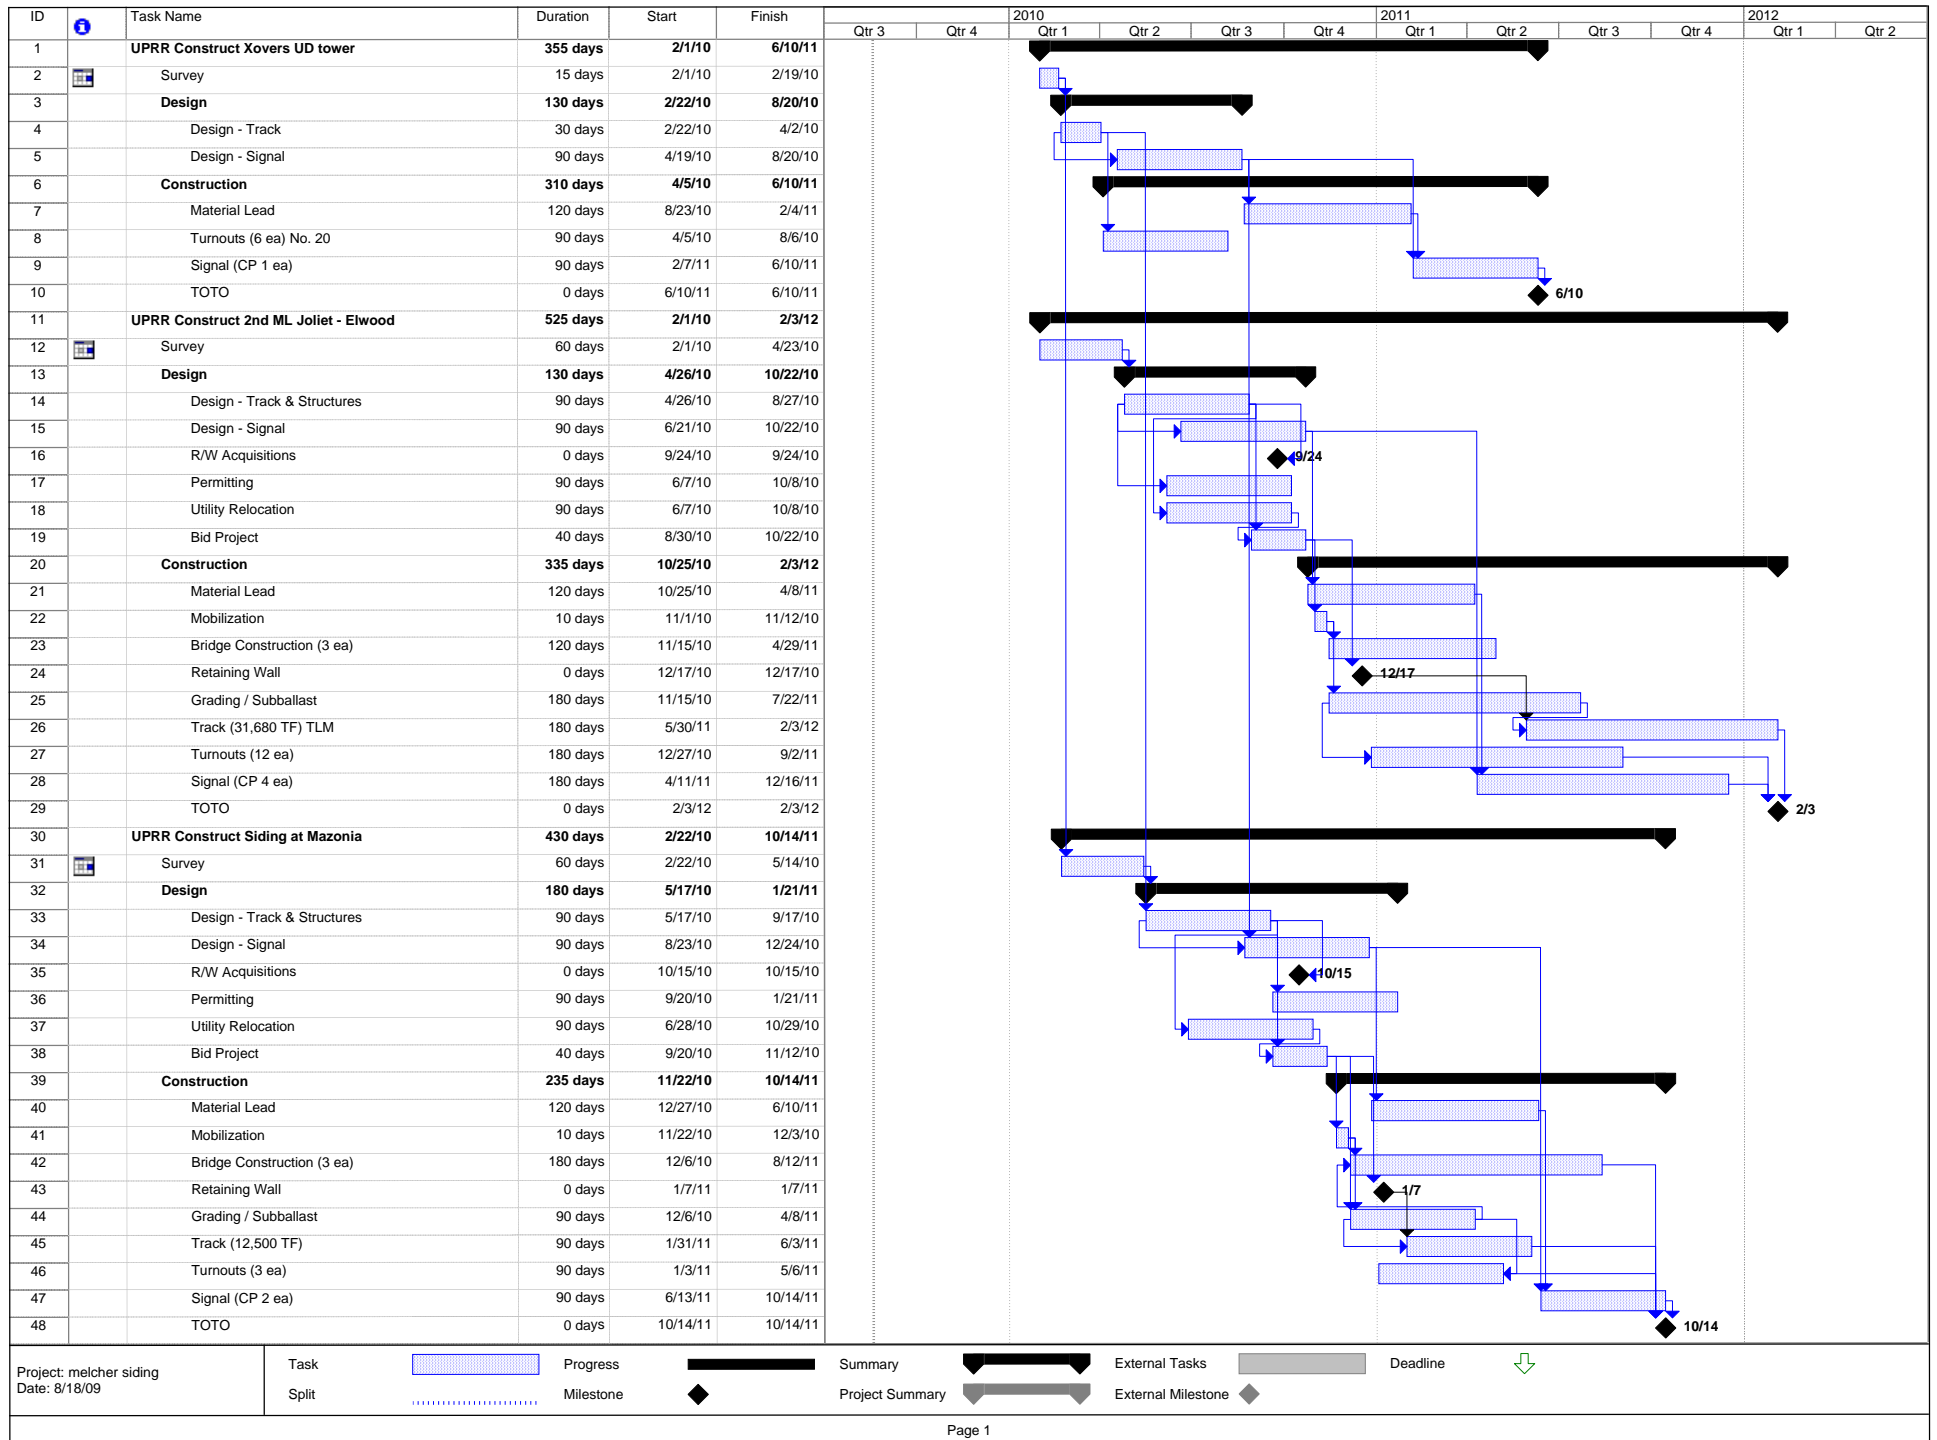 ID Task Name Duration Start Finish 2010 2011 2012
Qtr 3 Qtr 4 Qtr 1 Qtr 2 Qtr 3 Qtr 4 Qtr 1 Qtr 2 Qtr 3 Qtr 4 Qtr 1 Qtr 2
1 UPRR Construct Xovers UD tower 355 days 2/1/10 6/10/11
2 Survey 15 days 2/1/10 2/19/10
3 Design 130 days 2/22/10 8/20/10
4 Design - Track 30 days 2/22/10 4/2/10
5 Design - Signal 90 days 4/19/10 8/20/10
6 Construction 310 days 4/5/10 6/10/11
7 Material Lead 120 days 8/23/10 2/4/11
8 Turnouts (6 ea) No. 20 90 days 4/5/10 8/6/10
9 Signal (CP 1 ea) 90 days 2/7/11 6/10/11
10 TOTO 0 days 6/10/11 6/10/11 6/10
11 UPRR Construct 2nd ML Joliet - Elwood 525 days 2/1/10 2/3/12
12 Survey 60 days 2/1/10 4/23/10
13 Design 130 days 4/26/10 10/22/10
14 Design - Track & Structures 90 days 4/26/10 8/27/10
15 Design - Signal 90 days 6/21/10 10/22/10
16 R/W Acquisitions 0 days 9/24/10 9/24/10 9/24
17 Permitting 90 days 6/7/10 10/8/10
18 Utility Relocation 90 days 6/7/10 10/8/10
19 Bid Project 40 days 8/30/10 10/22/10
20 Construction 335 days 10/25/10 2/3/12
21 Material Lead 120 days 10/25/10 4/8/11
22 Mobilization 10 days 11/1/10 11/12/10
23 Bridge Construction (3 ea) 120 days 11/15/10 4/29/11
24 Retaining Wall 0 days 12/17/10 12/17/10 12/17
25 Grading / Subballast 180 days 11/15/10 7/22/11
26 Track (31,680 TF) TLM 180 days 5/30/11 2/3/12
27 Turnouts (12 ea) 180 days 12/27/10 9/2/11
28 Signal (CP 4 ea) 180 days 4/11/11 12/16/11
29 TOTO 0 days 2/3/12 2/3/12 2/3
30 UPRR Construct Siding at Mazonia 430 days 2/22/10 10/14/11
31 Survey 60 days 2/22/10 5/14/10
32 Design 180 days 5/17/10 1/21/11
33 Design - Track & Structures 90 days 5/17/10 9/17/10
34 Design - Signal 90 days 8/23/10 12/24/10
35 R/W Acquisitions 0 days 10/15/10 10/15/10 10/15
36 Permitting 90 days 9/20/10 1/21/11
37 Utility Relocation 90 days 6/28/10 10/29/10
38 Bid Project 40 days 9/20/10 11/12/10
39 Construction 235 days 11/22/10 10/14/11
40 Material Lead 120 days 12/27/10 6/10/11
41 Mobilization 10 days 11/22/10 12/3/10
42 Bridge Construction (3 ea) 180 days 12/6/10 8/12/11
43 Retaining Wall 0 days 1/7/11 1/7/11 1/7
44 Grading / Subballast 90 days 12/6/10 4/8/11
45 Track (12,500 TF) 90 days 1/31/11 6/3/11
46 Turnouts (3 ea) 90 days 1/3/11 5/6/11
47 Signal (CP 2 ea) 90 days 6/13/11 10/14/11
48 TOTO 0 days 10/14/11 10/14/11 10/14
Project: melcher siding
Date: 8/18/09
Task Progress Summary External Tasks Deadline
Split Milestone Project Summary External Milestone
Page 1